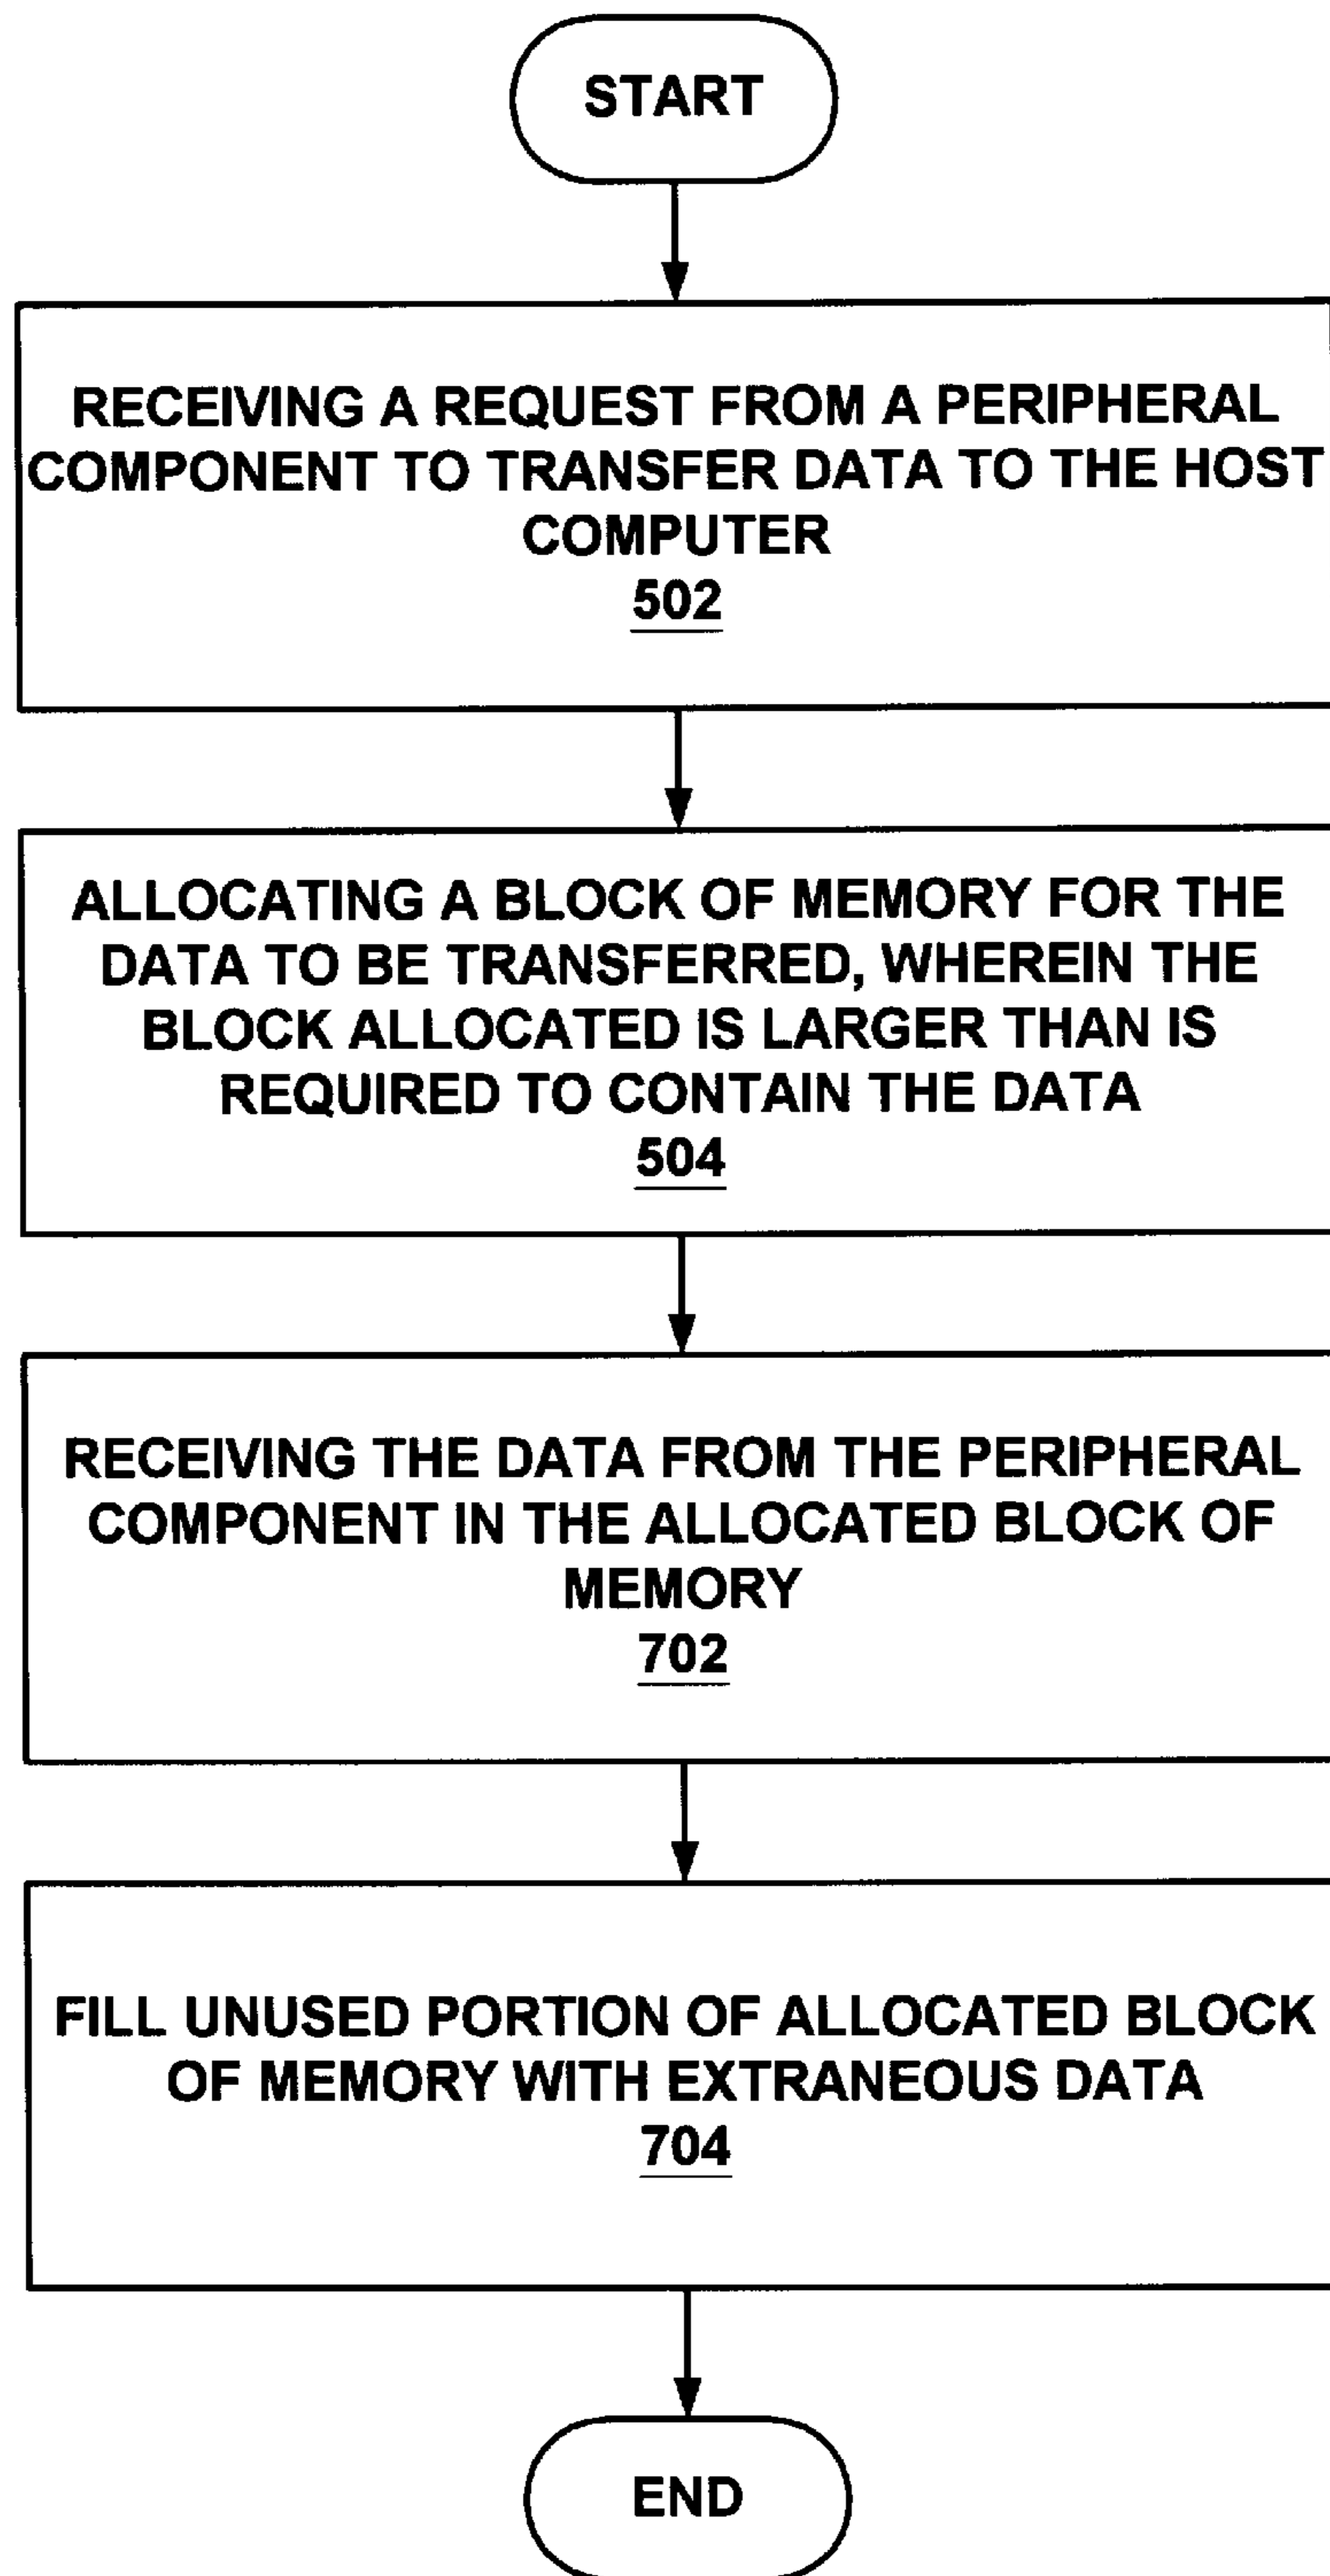 START
RECEIVING A REQUEST FROM A PERIPHERAL
COMPONENT TO TRANSFER DATA TO THE HOST
COMPUTER
502
ALLOCATING A BLOCK OF MEMORY FOR THE
DATA TO BE TRANSFERRED, WHEREIN THE
BLOCK ALLOCATED IS LARGER THAN IS
REQUIRED TO CONTAIN THE DATA
504
RECEIVING THE DATA FROM THE PERIPHERAL
COMPONENT IN THE ALLOCATED BLOCK OF
MEMORY
702
FILL UNUSED PORTION OF ALLOCATED BLOCK
OF MEMORY WITH EXTRANEOUS DATA
704
END